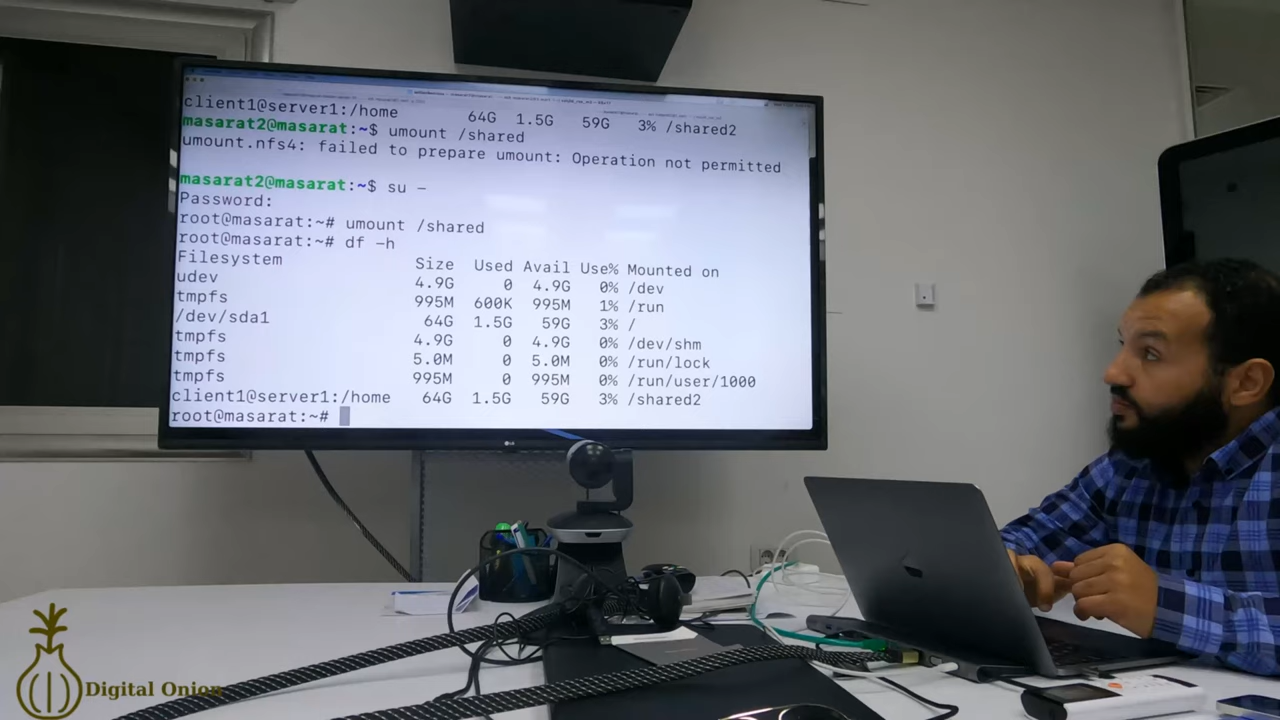 client1@server1:/home 64G 1.5G 59G 3% /shared2
masarat2@masarat:~$ umount /shared
umount.nfs4: failed to prepare umount: Operation not permitted
masarat2@masarat:~$ su -
Password:
root@masarat:~# umount /shared
root@masarat:~# df -h
Filesystem Size Used Avail Use% Mounted on
udev 4.9G 0 4.9G 0% /dev
tmpfs 995M 600K 995M 1% /run
/dev/sda1 64G 1.5G 59G 3% /
tmpfs 4.9G 0 4.9G 0% /dev/shm
tmpfs 5.0M 0 5.0M 0% /run/lock
tmpfs 995M 0 995M 0% /run/user/1000
client1@server1:/home 64G 1.5G 59G 3% /shared2
root@masarat:~#
LG
Digital Onion